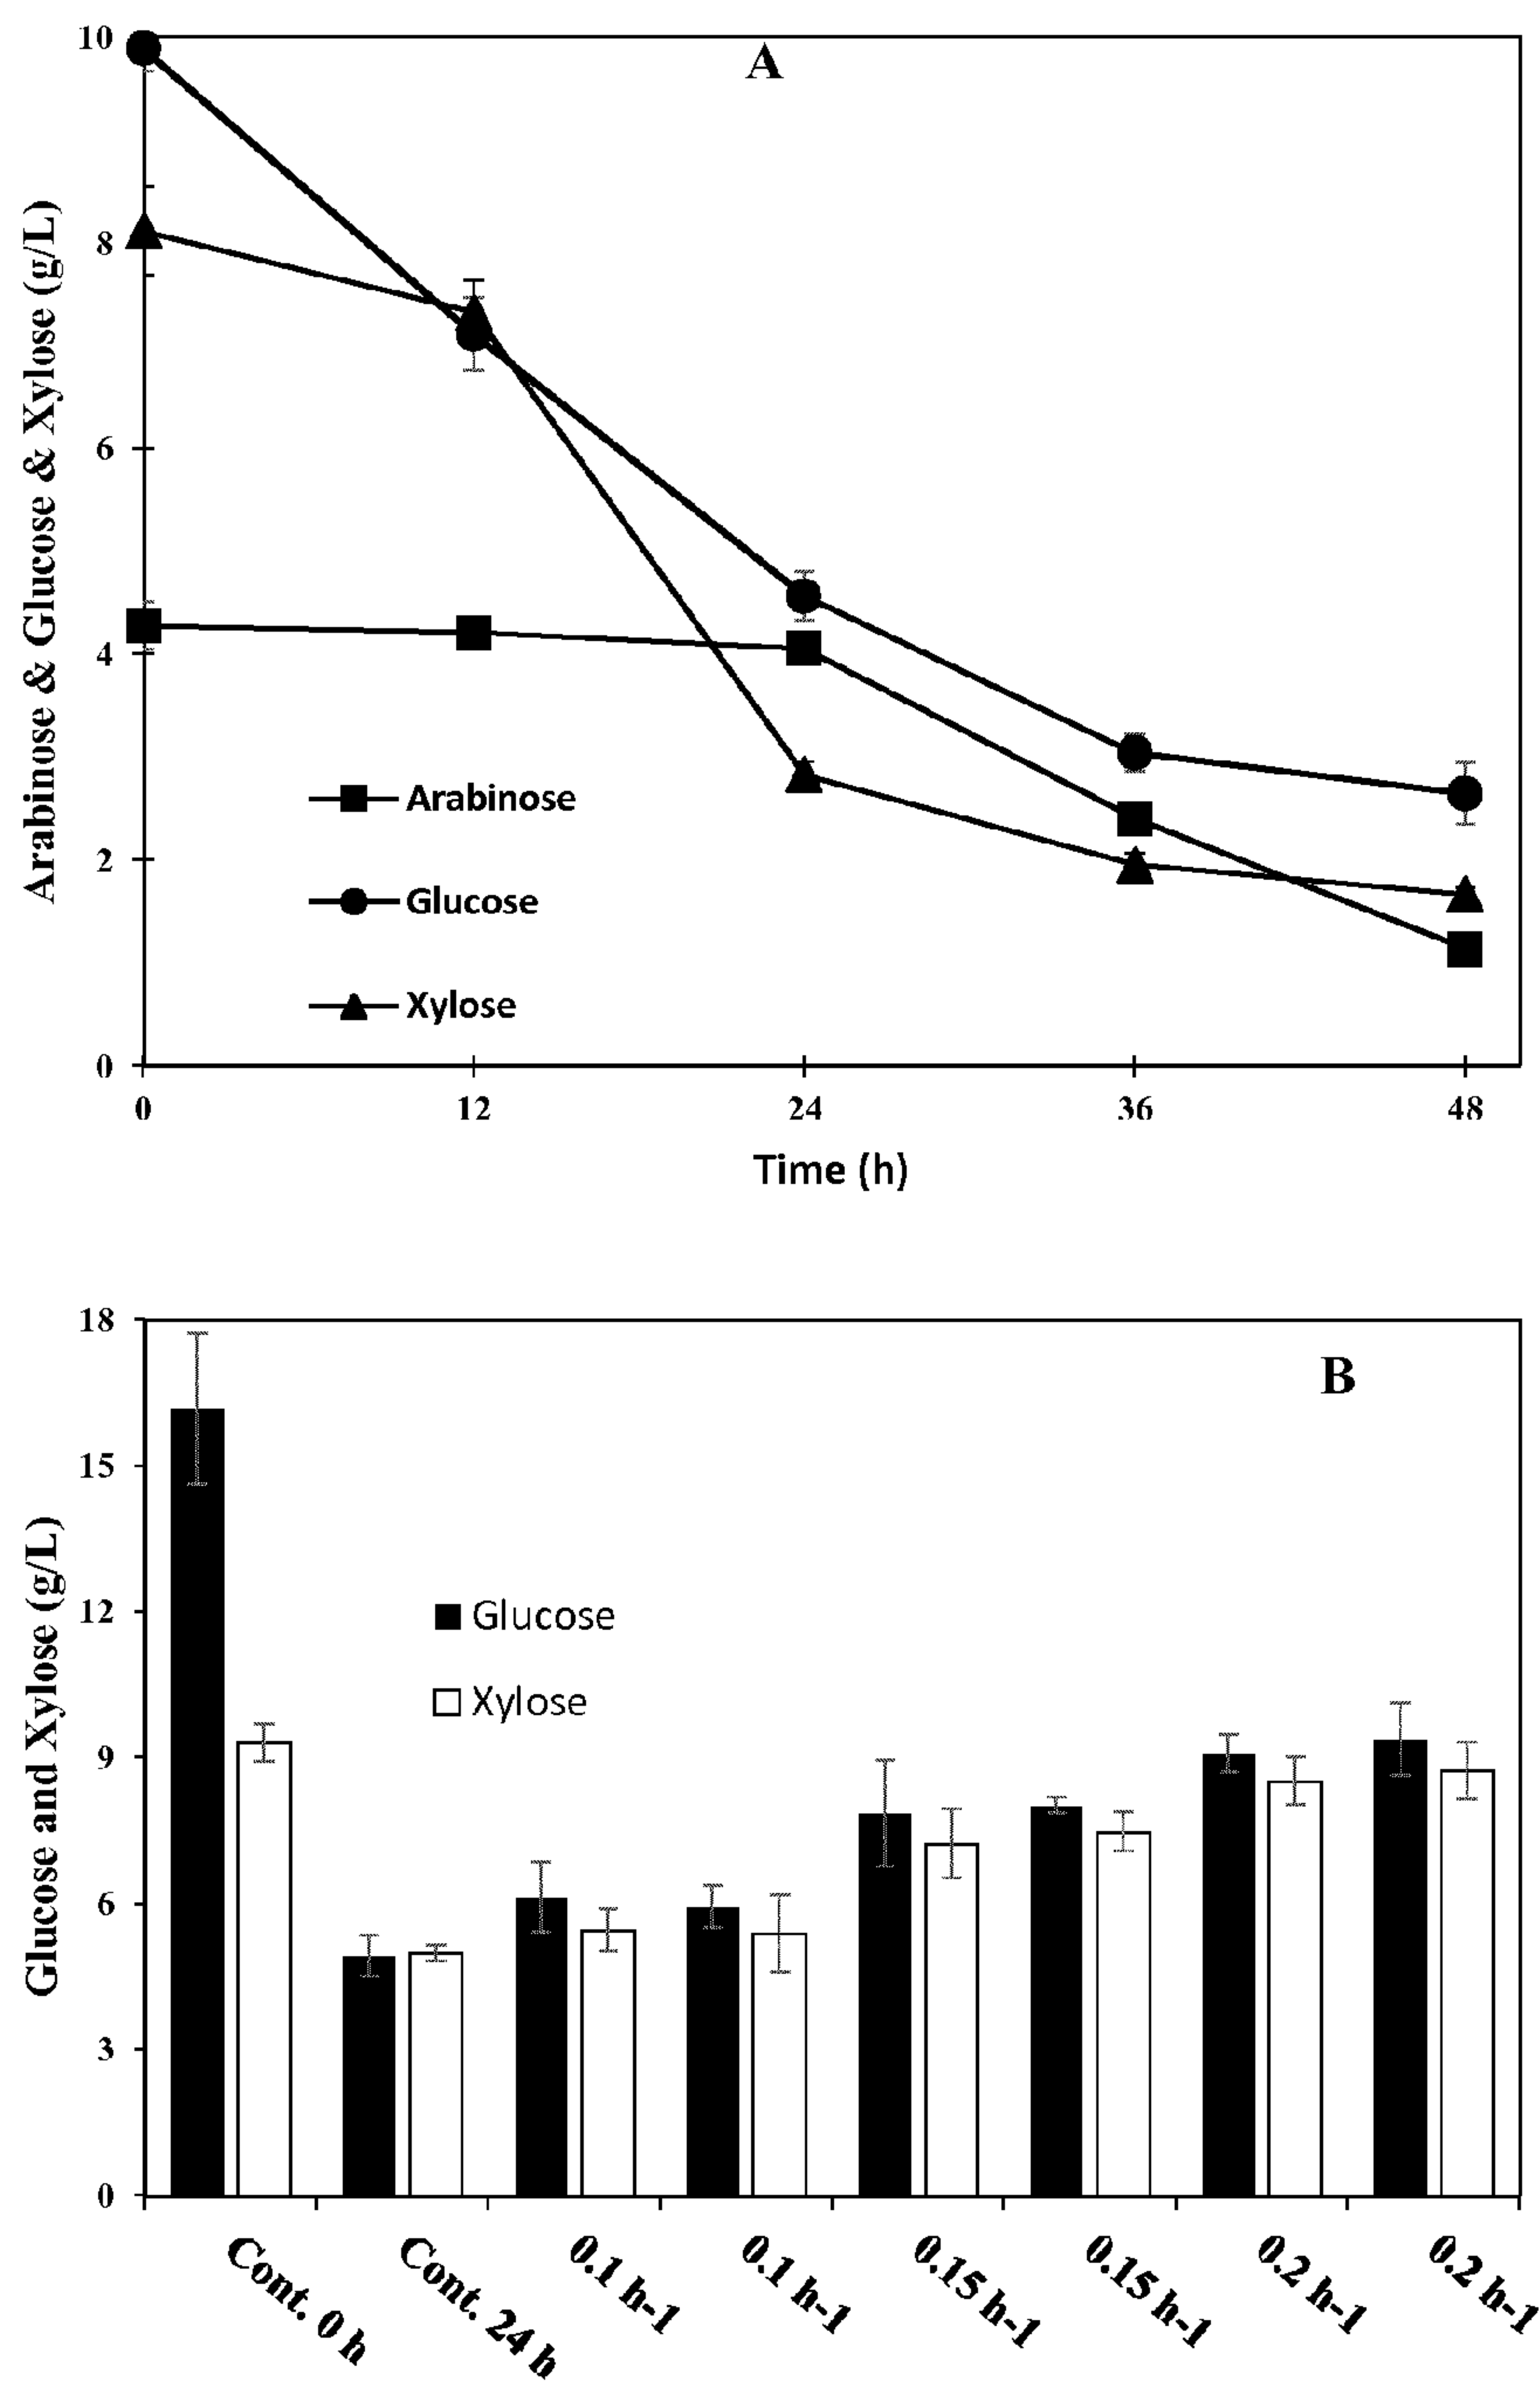 A
10
8
6
4
2
0
Arabinose & Glucose & Xylose (g/L)
Arabinose
Glucose
Xylose
0 12 24 36 48
Time (h)
B
18
15
12
9
6
3
0
Glucose and Xylose (g/L)
Glucose
Xylose
Cont. 0 h
Cont. 24 h
0.1 h-1
0.1 h-1
0.15 h-1
0.15 h-1
0.2 h-1
0.2 h-1